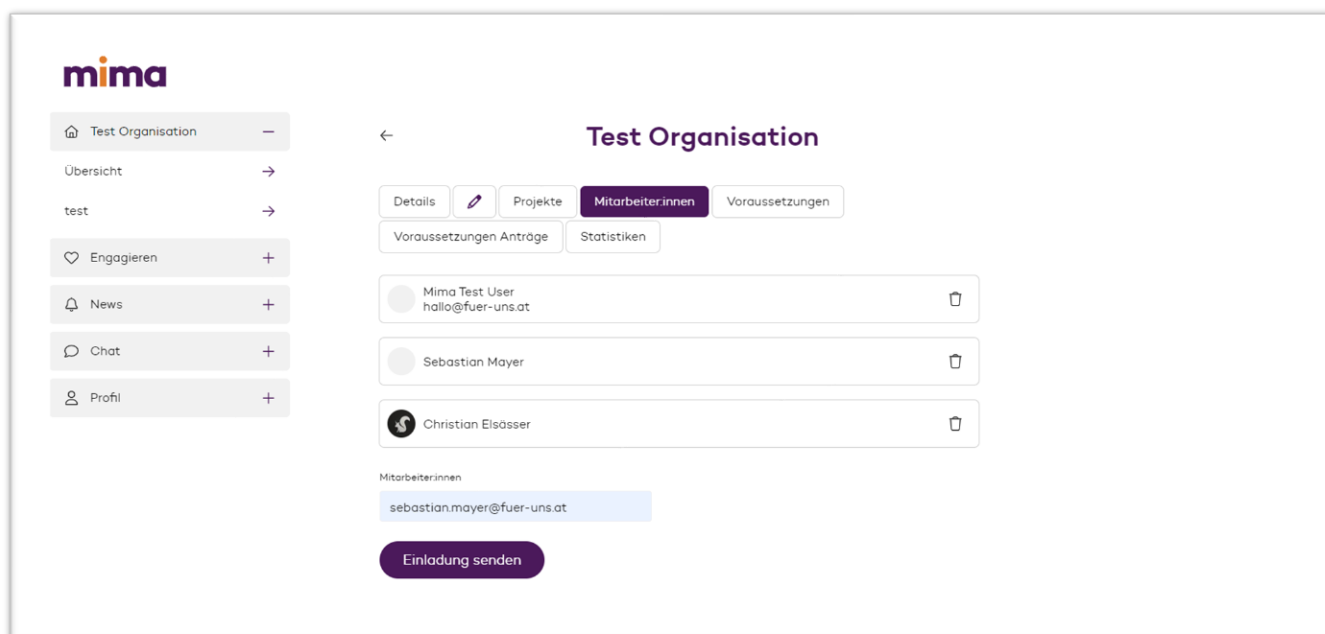 mima
Test Organisation
Übersicht
test
Engagieren
News
Chat
Profil
Test Organisation
Details
Projekte
Mitarbeiter:innen
Voraussetzungen
Voraussetzungen Anträge
Statistiken
Mima Test User
hallo@fuer-uns.at
Sebastian Mayer
Christian Elsässer
Mitarbeiter:innen
sebastian.mayer@fuer-uns.at
Einladung senden